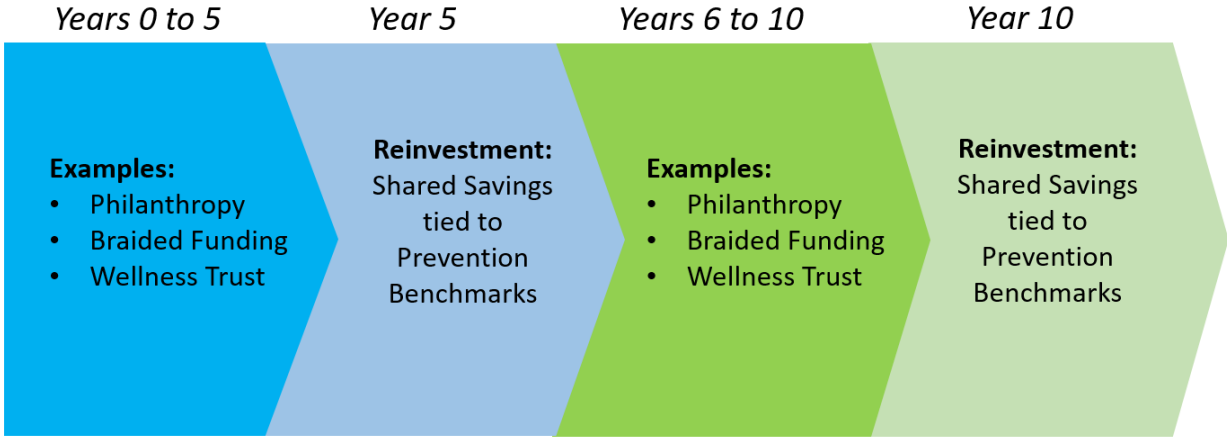 Years 0 to 5
Year 5
Years 6 to 10
Year 10
Examples:
• Philanthropy
• Braided Funding
• Wellness Trust
Reinvestment:
Shared Savings
tied to
Prevention
Benchmarks
Examples:
• Philanthropy
• Braided Funding
• Wellness Trust
Reinvestment:
Shared Savings
tied to
Prevention
Benchmarks